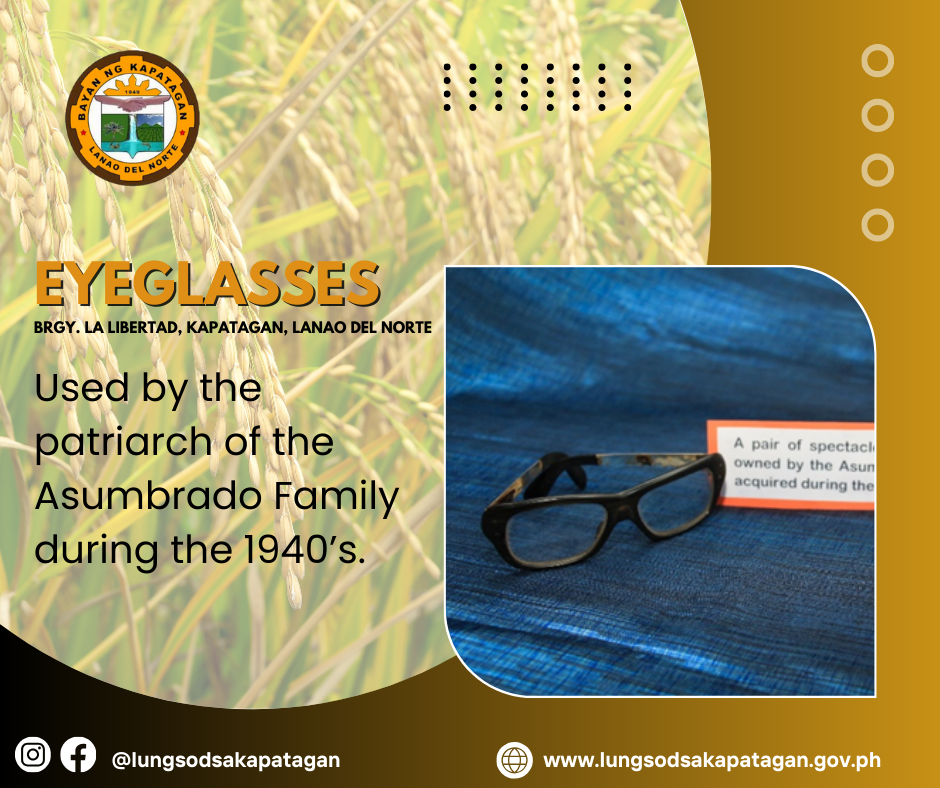 BAYAN NG KAPATAGAN
1949
LANAO DEL NORTE
EYEGLASSES
BRGY. LA LIBERTAD, KAPATAGAN, LANAO DEL NORTE
Used by the
patriarch of the
Asumbrado Family
during the 1940's.
A pair of
owned by the
acquired during the
@lungsodsakapatagan
www.lungsodsakapatagan.gov.ph